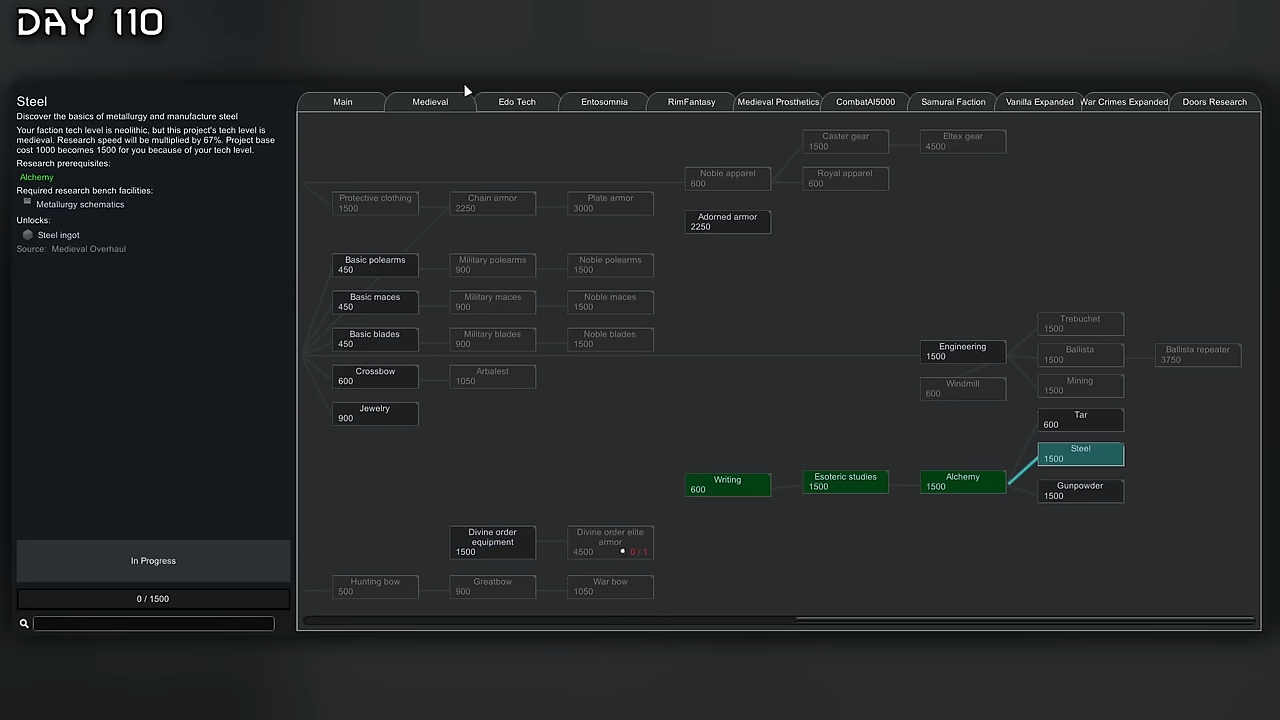 DAY 110
Steel
Discover the basics of metallurgy and manufacture steel
Your faction tech level is neolithic, but this project's tech level is
medieval. Research speed will be multiplied by 67%. Project base
cost 1000 becomes 1500 for you because of your tech level.
Research prerequisites:
Alchemy
Required research bench facilities:
Metallurgy schematics
Unlocks:
Steel ingot
Source: Medieval Overhaul
In Progress
0 / 1500
Main
Medieval
Edo Tech
Entosomnia
RimFantasy
Medieval Prosthetics
CombatAI5000
Samurai Faction
Vanilla Expanded
War Crimes Expanded
Doors Research
Caster gear
1500
Eltex gear
4500
Noble apparel
600
Royal apparel
600
Protective clothing
1500
Chain armor
2250
Plate armor
3000
Adorned armor
2250
Basic polearms
450
Military polearms
900
Noble polearms
1500
Basic maces
450
Military maces
900
Noble maces
1500
Basic blades
450
Military blades
900
Noble blades
1500
Crossbow
600
Arbalest
1050
Jewelry
900
Engineering
1500
Windmill
600
Trebuchet
1500
Ballista
1500
Ballista repeater
3750
Mining
1500
Tar
600
Steel
1500
Gunpowder
1500
Writing
600
Esoteric studies
1500
Alchemy
1500
Divine order
equipment
1500
Divine order elite
armor
4500
0 / 1
Hunting bow
500
Greatbow
900
War bow
1050